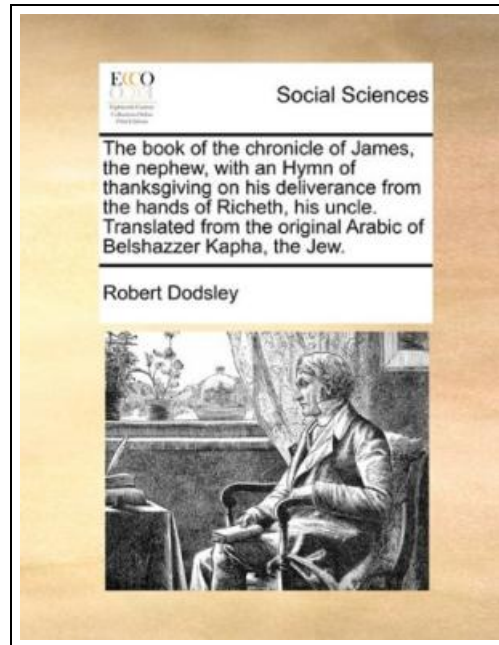 ECCO
Social Sciences
The book of the chronicle of James,
the nephew, with an Hymn of
thanksgiving on his deliverance from
the hands of Richeth, his uncle.
Translated from the original Arabic of
Belshazzer Kapha, the Jew.
Robert Dodsley